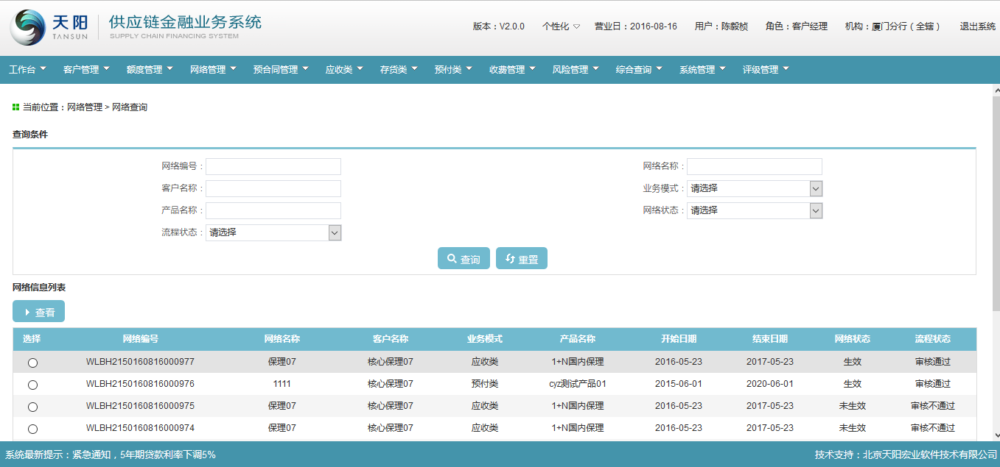 天阳 TANSUN 供应链金融业务系统 SUPPLY CHAIN FINANCING SYSTEM
版本：V2.0.0 个性化 营业日：2016-08-16 用户：陈毅桢 角色：客户经理 机构：厦门分行（全辖） 退出系统
工作台 客户管理 额度管理 网络管理 预合同管理 应收类 存货类 预付类 收费管理 风险管理 综合查询 系统管理 评级管理
当前位置：网络管理 > 网络查询
查询条件
网络编号： 网络名称：
客户名称： 业务模式：请选择
产品名称： 网络状态：请选择
流程状态：请选择
查询 重置
网络信息列表
查看
选择 网络编号 网络名称 客户名称 业务模式 产品名称 开始日期 结束日期 网络状态 流程状态
WLBH2150160816000977 保理07 核心保理07 应收类 1+N国内保理 2016-05-23 2017-05-23 生效 审核通过
WLBH2150160816000976 1111 核心保理07 预付类 cyz测试产品01 2015-06-01 2020-06-01 生效 审核通过
WLBH2150160816000975 保理07 核心保理07 应收类 1+N国内保理 2016-05-23 2017-05-23 未生效 审核不通过
WLBH2150160816000974 保理07 核心保理07 应收类 1+N国内保理 2016-05-23 2017-05-23 未生效 审核不通过
系统最新提示：紧急通知，5年期贷款利率下调5% 技术支持：北京天阳宏业软件技术有限公司